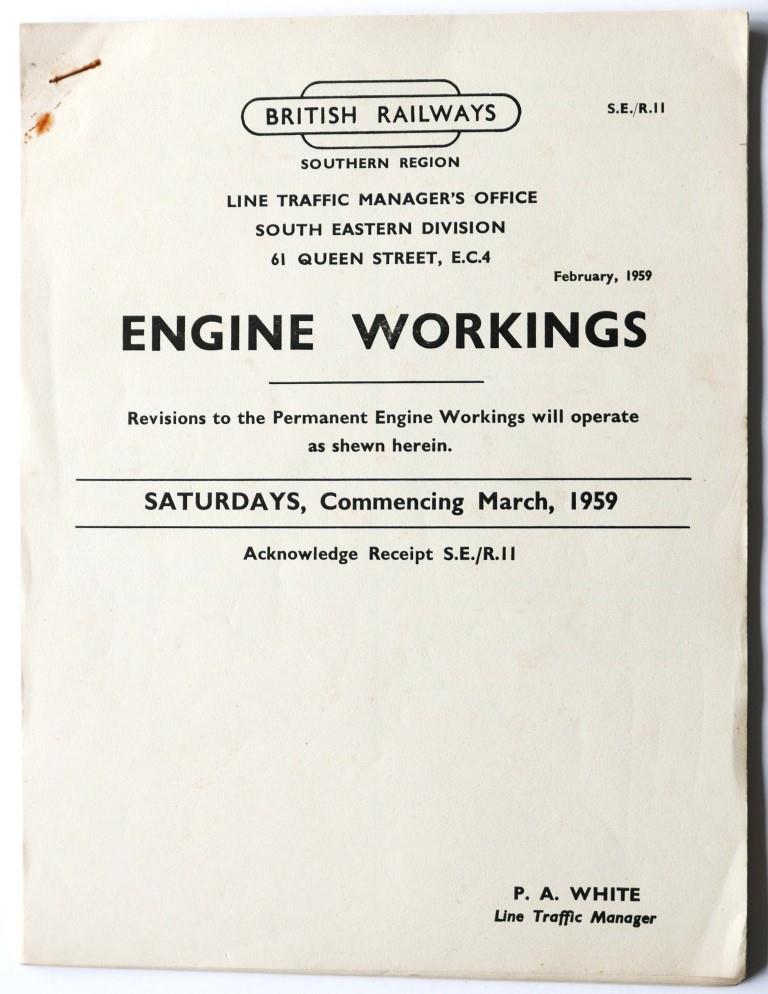 BRITISH RAILWAYS
S.E./R.11
SOUTHERN REGION
LINE TRAFFIC MANAGER'S OFFICE
SOUTH EASTERN DIVISION
61 QUEEN STREET, E.C.4
February, 1959
ENGINE WORKINGS
Revisions to the Permanent Engine Workings will operate
as shewn herein.
SATURDAYS, Commencing March, 1959
Acknowledge Receipt S.E./R.11
P. A. WHITE
Line Traffic Manager